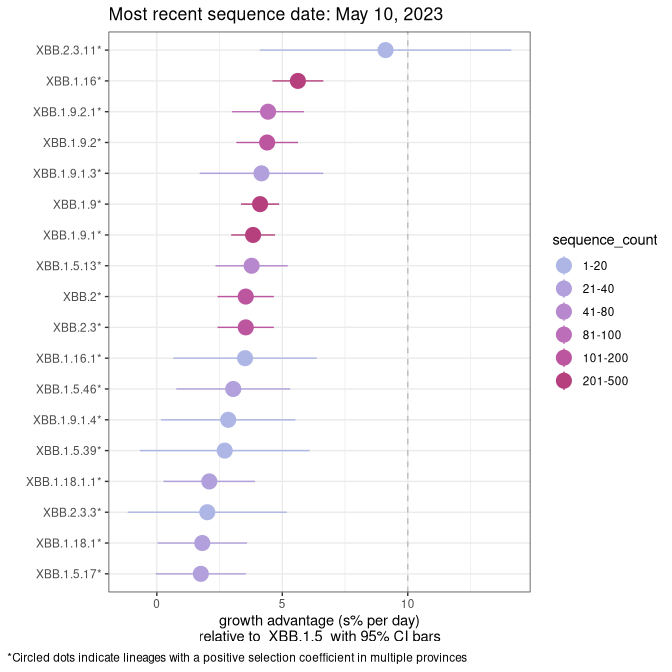 Most recent sequence date: May 10, 2023
XBB.2.3.11*
XBB.1.16*
XBB.1.9.2.1*
XBB.1.9.2*
XBB.1.9.1.3*
XBB.1.9*
XBB.1.9.1*
XBB.1.5.13*
XBB.2*
XBB.2.3*
XBB.1.16.1*
XBB.1.5.46*
XBB.1.9.1.4*
XBB.1.5.39*
XBB.1.18.1.1*
XBB.2.3.3*
XBB.1.18.1*
XBB.1.5.17*
0 5 10
growth advantage (s% per day)
relative to XBB.1.5 with 95% CI bars
sequence_count
1-20
21-40
41-80
81-100
101-200
201-500
*Circled dots indicate lineages with a positive selection coefficient in multiple provinces